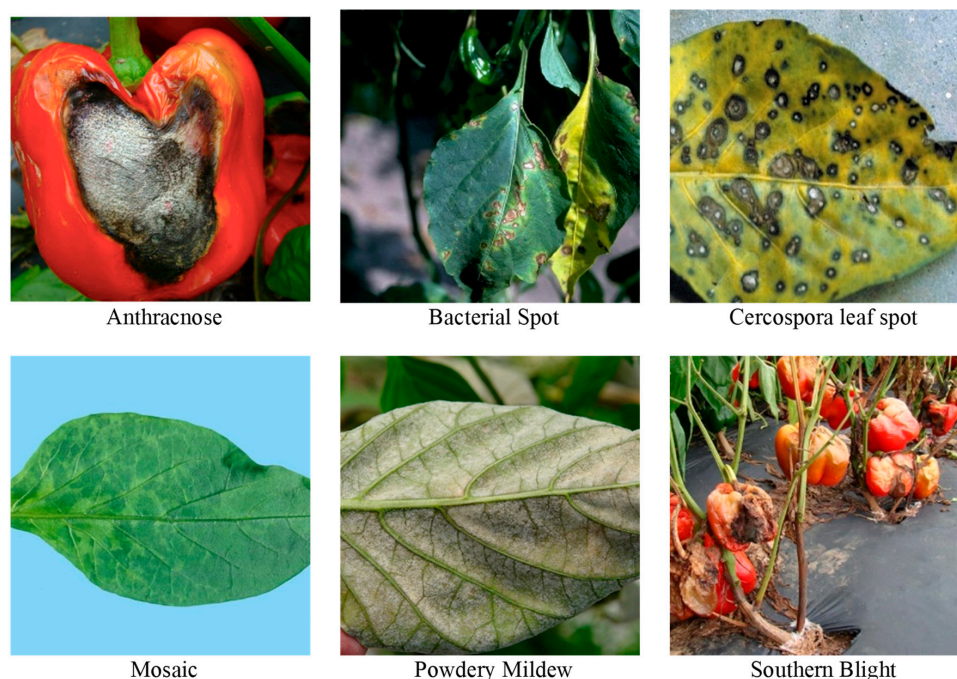 Anthracnose
Bacterial Spot
Cercospora leaf spot
Mosaic
Powdery Mildew
Southern Blight